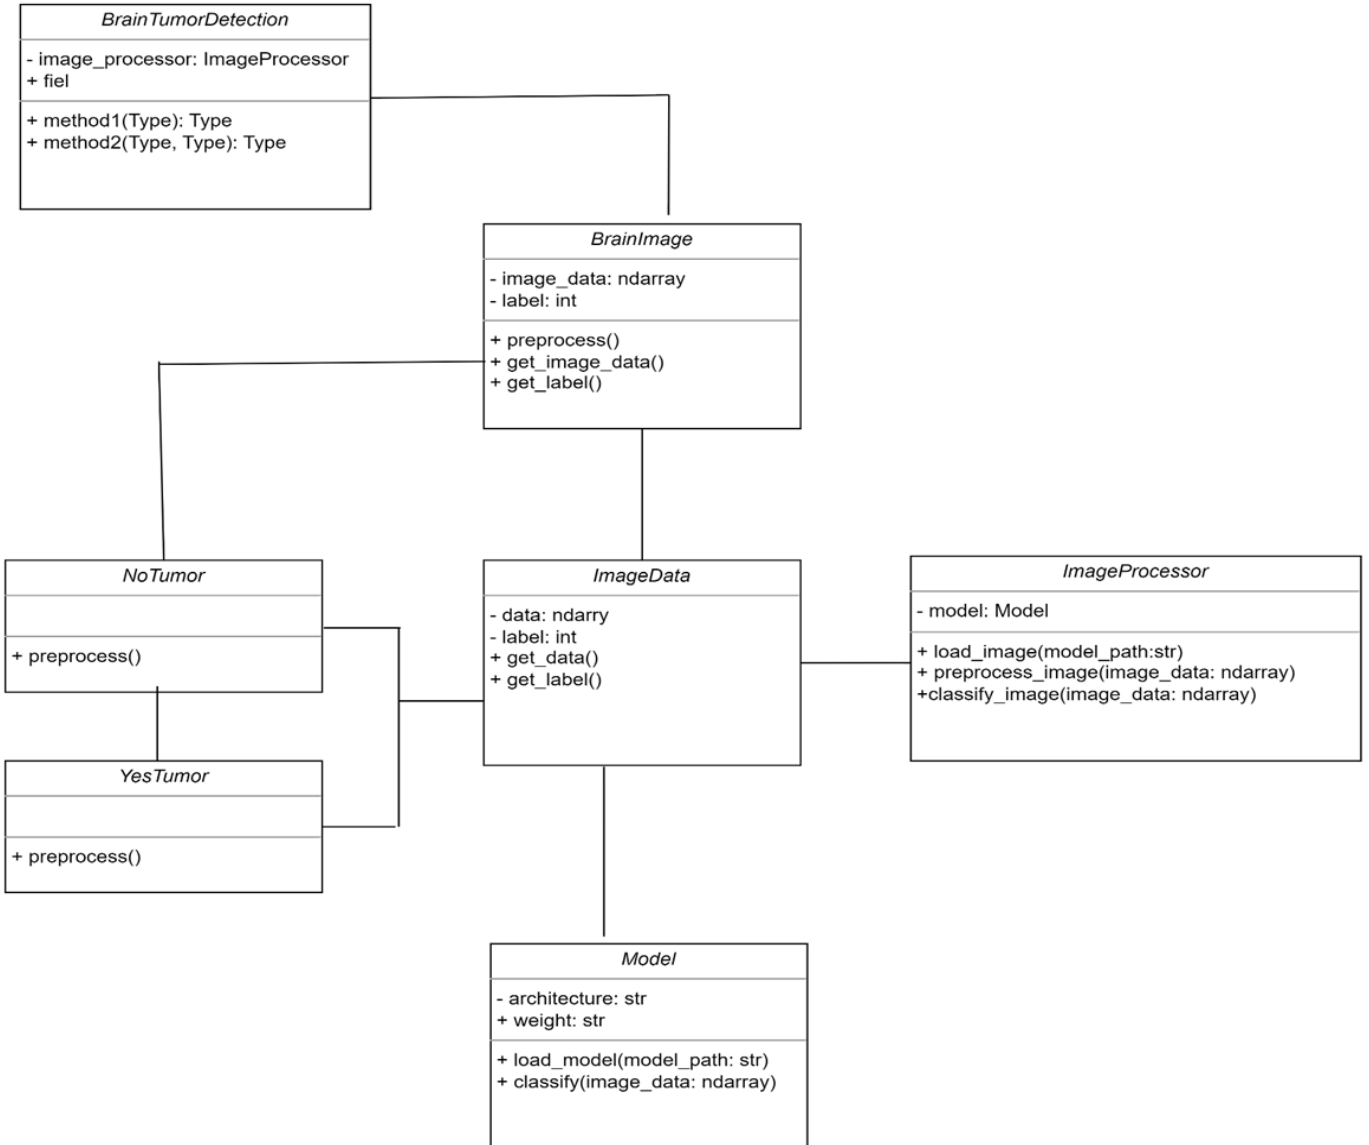 BrainTumorDetection
- image_processor: ImageProcessor
+ fiel
+ method1(Type): Type
+ method2(Type, Type): Type
BrainImage
- image_data: ndarray
- label: int
+ preprocess()
+ get_image_data()
+ get_label()
NoTumor
+ preprocess()
ImageData
- data: ndarry
- label: int
+ get_data()
+ get_label()
ImageProcessor
- model: Model
+ load_image(model_path:str)
+ preprocess_image(image_data: ndarray)
+classify_image(image_data: ndarray)
YesTumor
+ preprocess()
Model
- architecture: str
+ weight: str
+ load_model(model_path: str)
+ classify(image_data: ndarray)